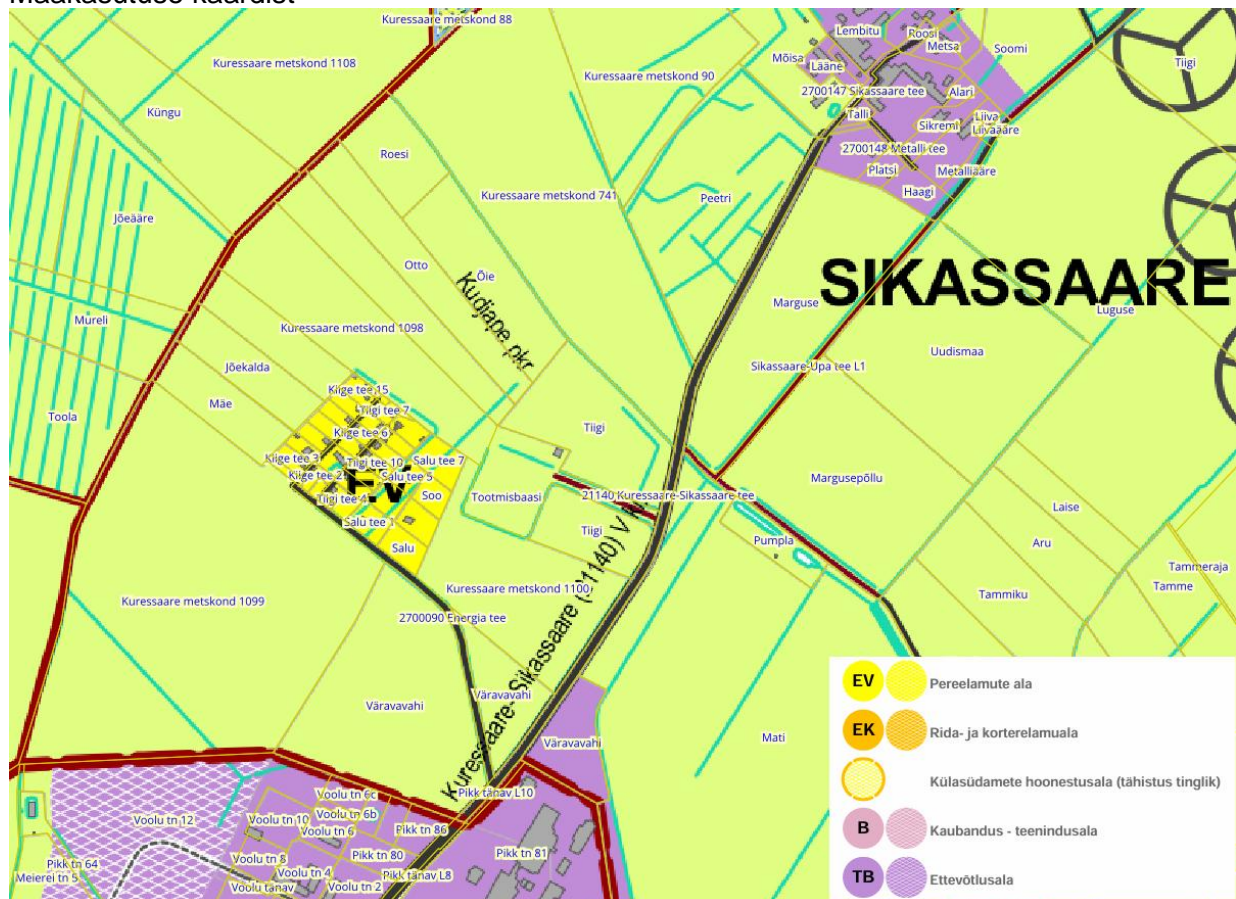 Maakasutuse kaardist
Kuressaare metskond 88
Kuressaare metskond 1108
Küngu
Kuressaare metskond 90
Lembitu
Roosi
Metsa
Soomi
Tiigi
Mõisa
Lääne
2700147 Sikassaare tee
Alari
Talli
Liiva
Sikremi
Liivaääre
2700148 Metalli tee
Platsi
Metalliääre
Haagi
Roesi
Kuressaare metskond 741
Peetri
Jõeääre
Otto
Õie
Kudjape pkr
SIKASSAARE
Marguse
Luguse
Mureli
Kuressaare metskond 1098
Uudismaa
Sikassaare-Upa tee L1
Jõekalda
Mäe
Toola
Kiige tee 15
Tiigi tee 7
Kiige tee 6
Kiige tee 3
Tiigi tee 10
Salu tee 7
Kiige tee 2
Salu tee 5
EV
Tiigi tee 4
Soo
Salu tee 1
Salu
Tiigi
Tootmisbaasi
21140 Kuressaare-Sikassaare tee
Tiigi
Margusepõllu
Laise
Pumpla
Aru
Tammeraja
Tamme
Tammiku
Kuressaare metskond 1099
Kuressaare metskond 1100
2700090 Energia tee
Kuressaare- Sikassaare (21140) V
Väravavahi
Väravavahi
Väravavahi
Mati
Pikk tänav L10
Voolu tn 6c
Voolu tn 12
Voolu tn 10
Voolu tn 6b
Voolu tn 6
Pikk tn 86
Pikk tn 80
Pikk tn 81
Pikk tn 64
Meierei tn 5
Voolu tn 8
Voolu tn 4
Voolu tänav
Voolu tn 2
Pikk tänav L8
EV Pereelamute ala
EK Rida- ja korterelamuala
Külasüdamete hoonestusala (tähistus tinglik)
B Kaubandus - teenindusala
TB Ettevõtlusala